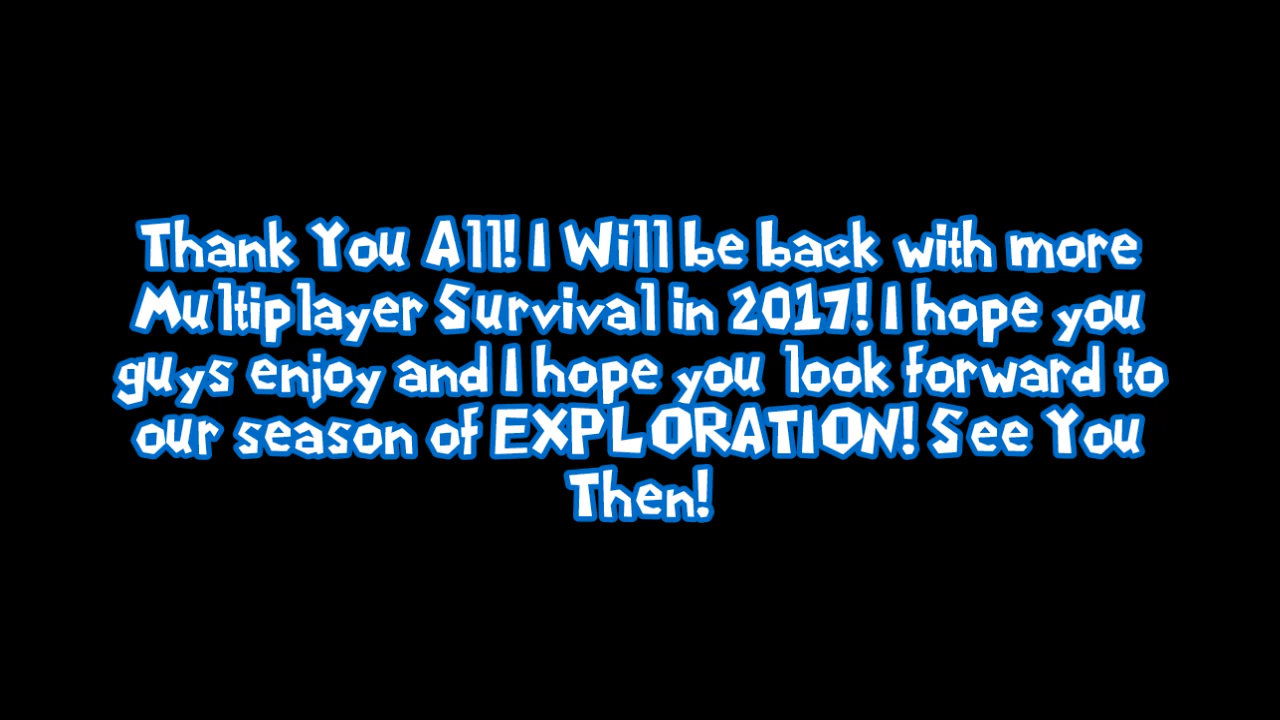 Thank You All! I Will be back with more
Multiplayer Survival in 2017! I hope you
guys enjoy and I hope you look forward to
our season of EXPLORATION! See You
Then!